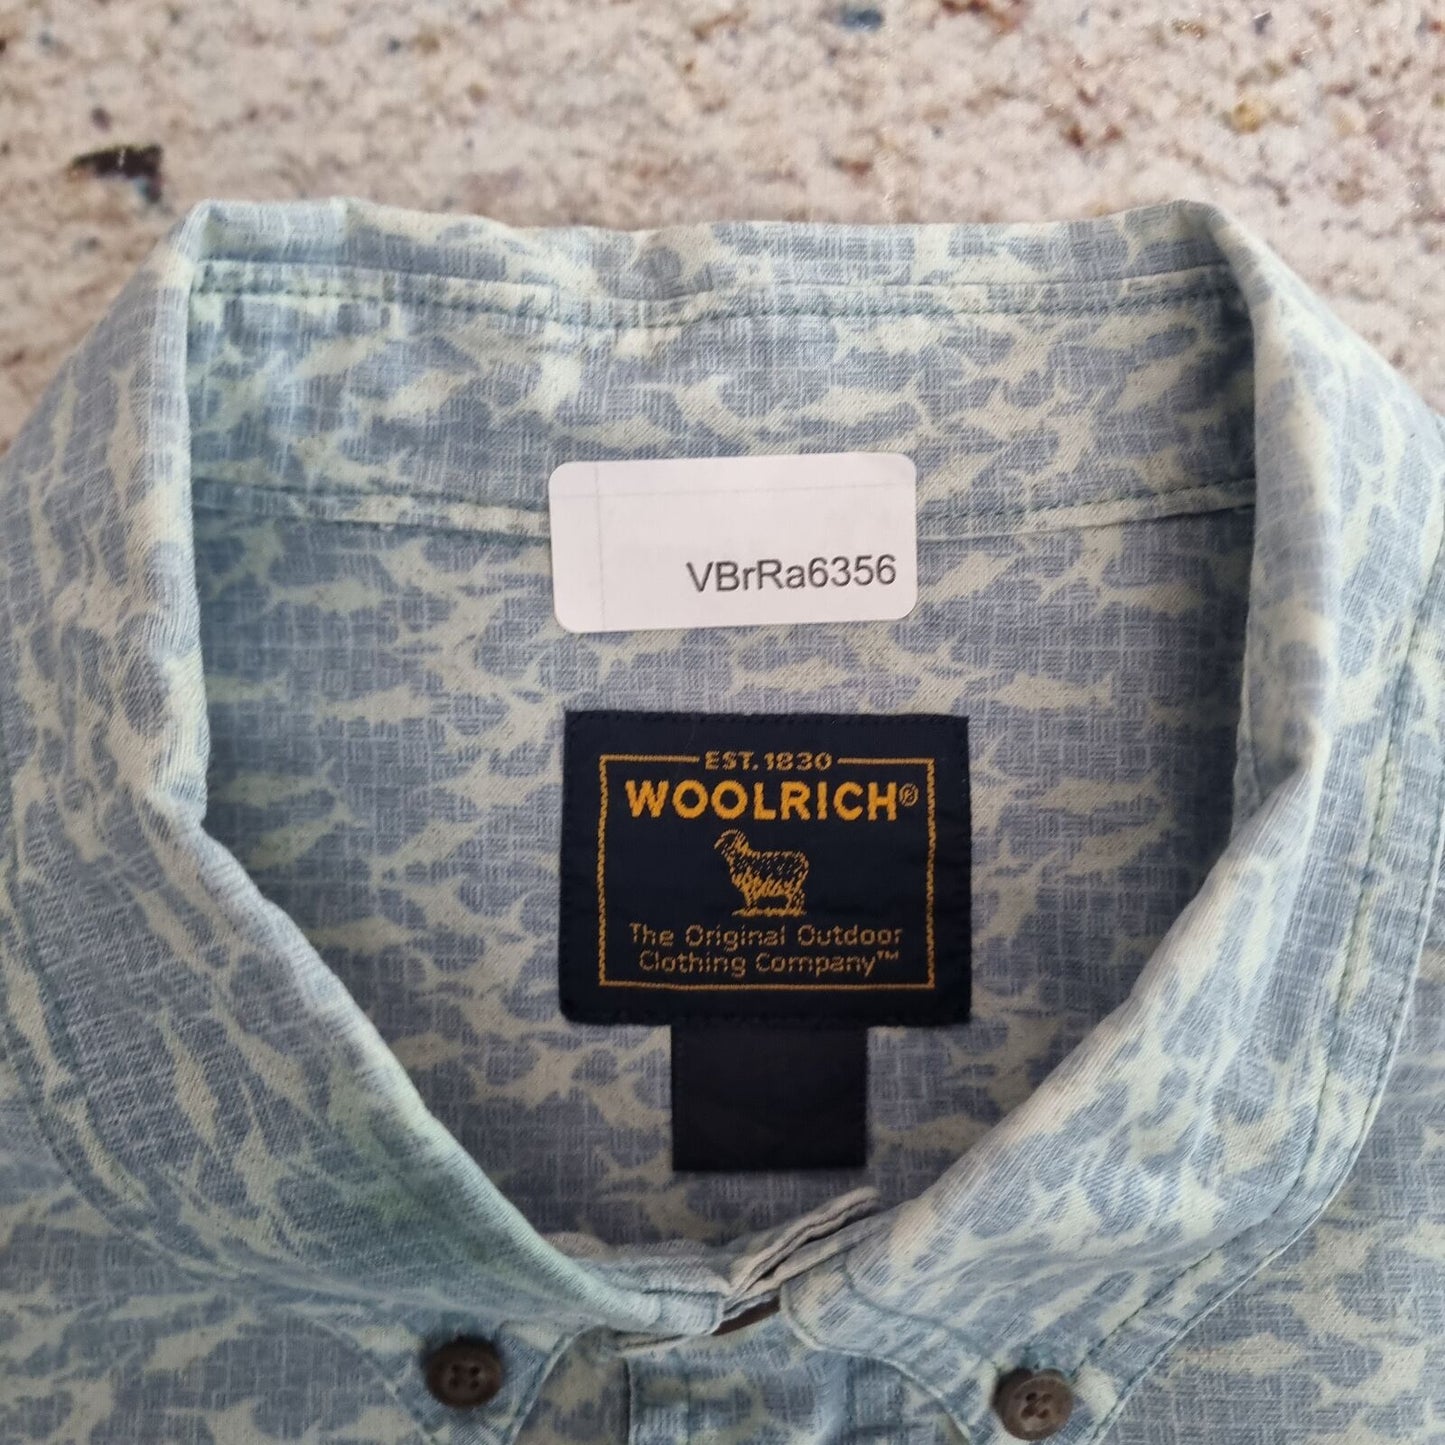 VBrRa6356
EST. 1830
WOOLRICH®
The Original Outdoor
Clothing Company™